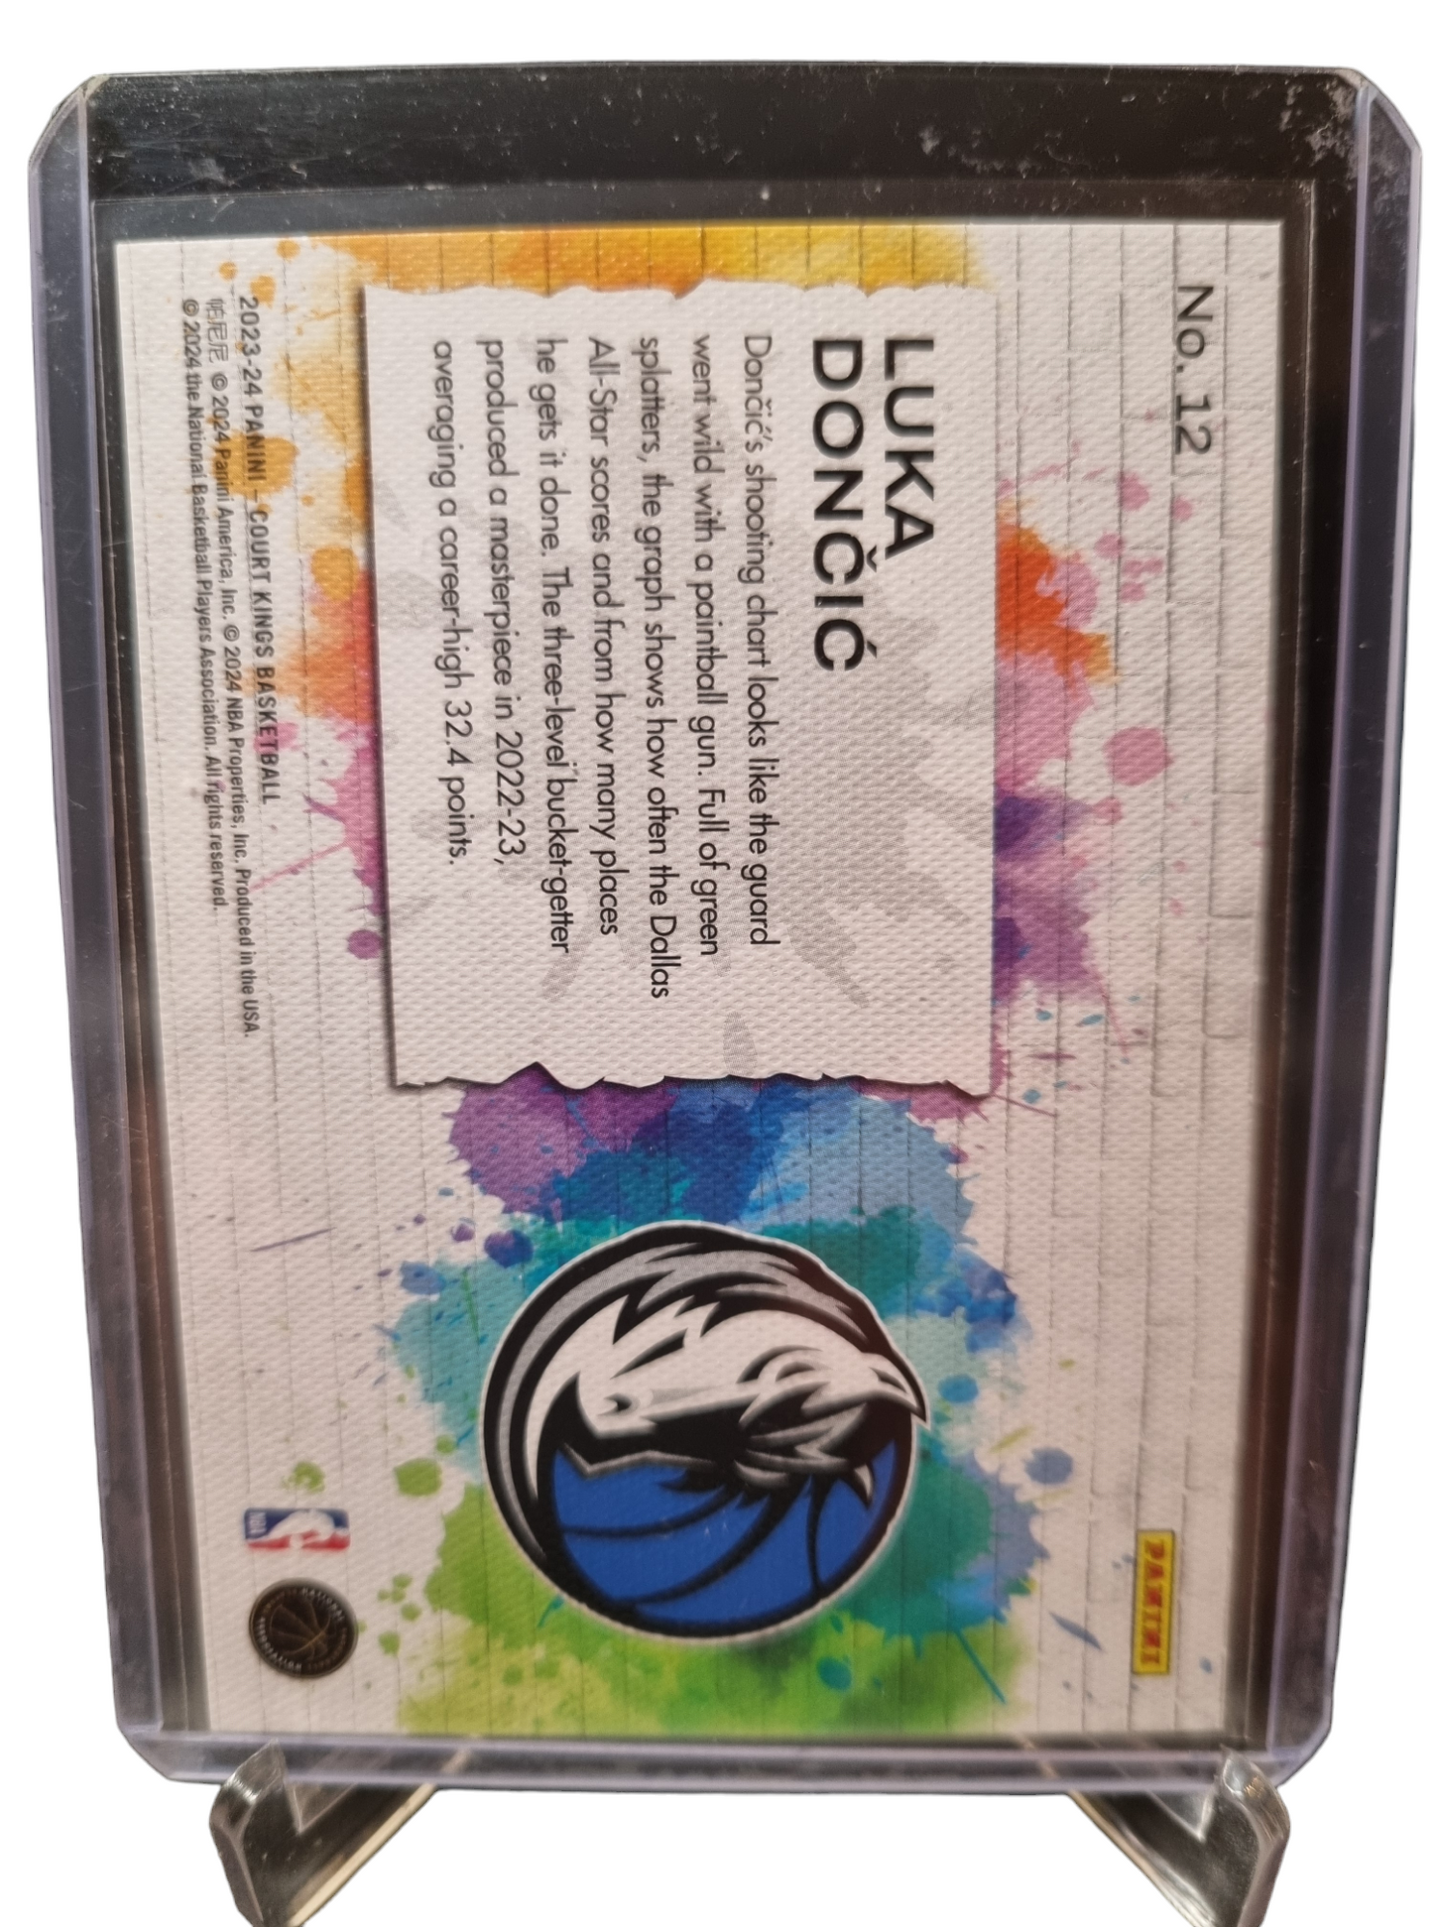 No. 12
PANINI
LUKA
DONČIĆ
Dončić's shooting chart looks like the guard
went wild with a paintball gun. Full of green
splatters, the graph shows how often the Dallas
All-Star scores and from how many places
he gets it done. The three-level bucket-getter
produced a masterpiece in 2022-23,
averaging a career-high 32.4 points.
2023-24 PANINI – COURT KINGS BASKETBALL
帕尼尼 © 2024 Panini America, Inc. © 2024 NBA Properties, Inc. Produced in the USA.
© 2024 the National Basketball Players Association. All rights reserved.
NBA